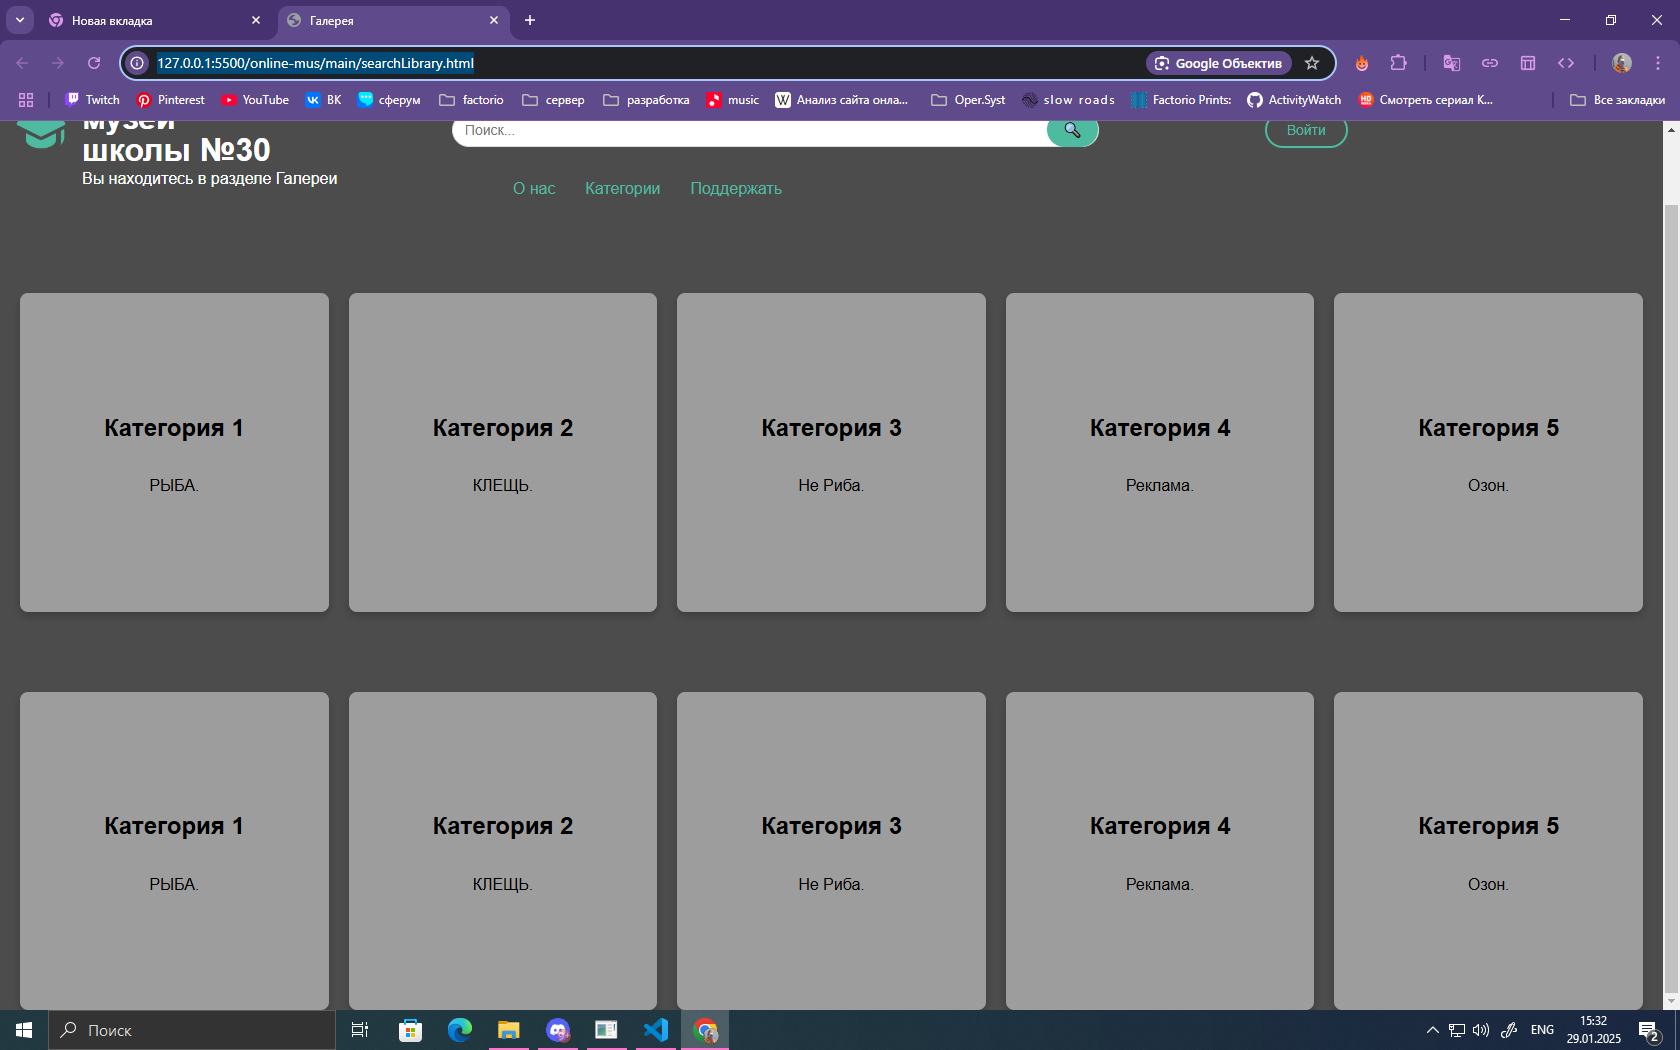 Новая вкладка
Галерея
127.0.0.1:5500/online-mus/main/searchLibrary.html
Google Объектив
Twitch
Pinterest
YouTube
ВК
сферум
factorio
сервер
разработка
music
Анализ сайта онла...
Oper.Syst
slow roads
Factorio Prints:
ActivityWatch
Смотреть сериал К...
Все закладки
музей
школы №30
Вы находитесь в разделе Галереи
Поиск...
Войти
О нас
Категории
Поддержать
Категория 1
РЫБА.
Категория 2
КЛЕЩЬ.
Категория 3
Не Риба.
Категория 4
Реклама.
Категория 5
Озон.
Категория 1
РЫБА.
Категория 2
КЛЕЩЬ.
Категория 3
Не Риба.
Категория 4
Реклама.
Категория 5
Озон.
Поиск
ENG
15:32
29.01.2025
2